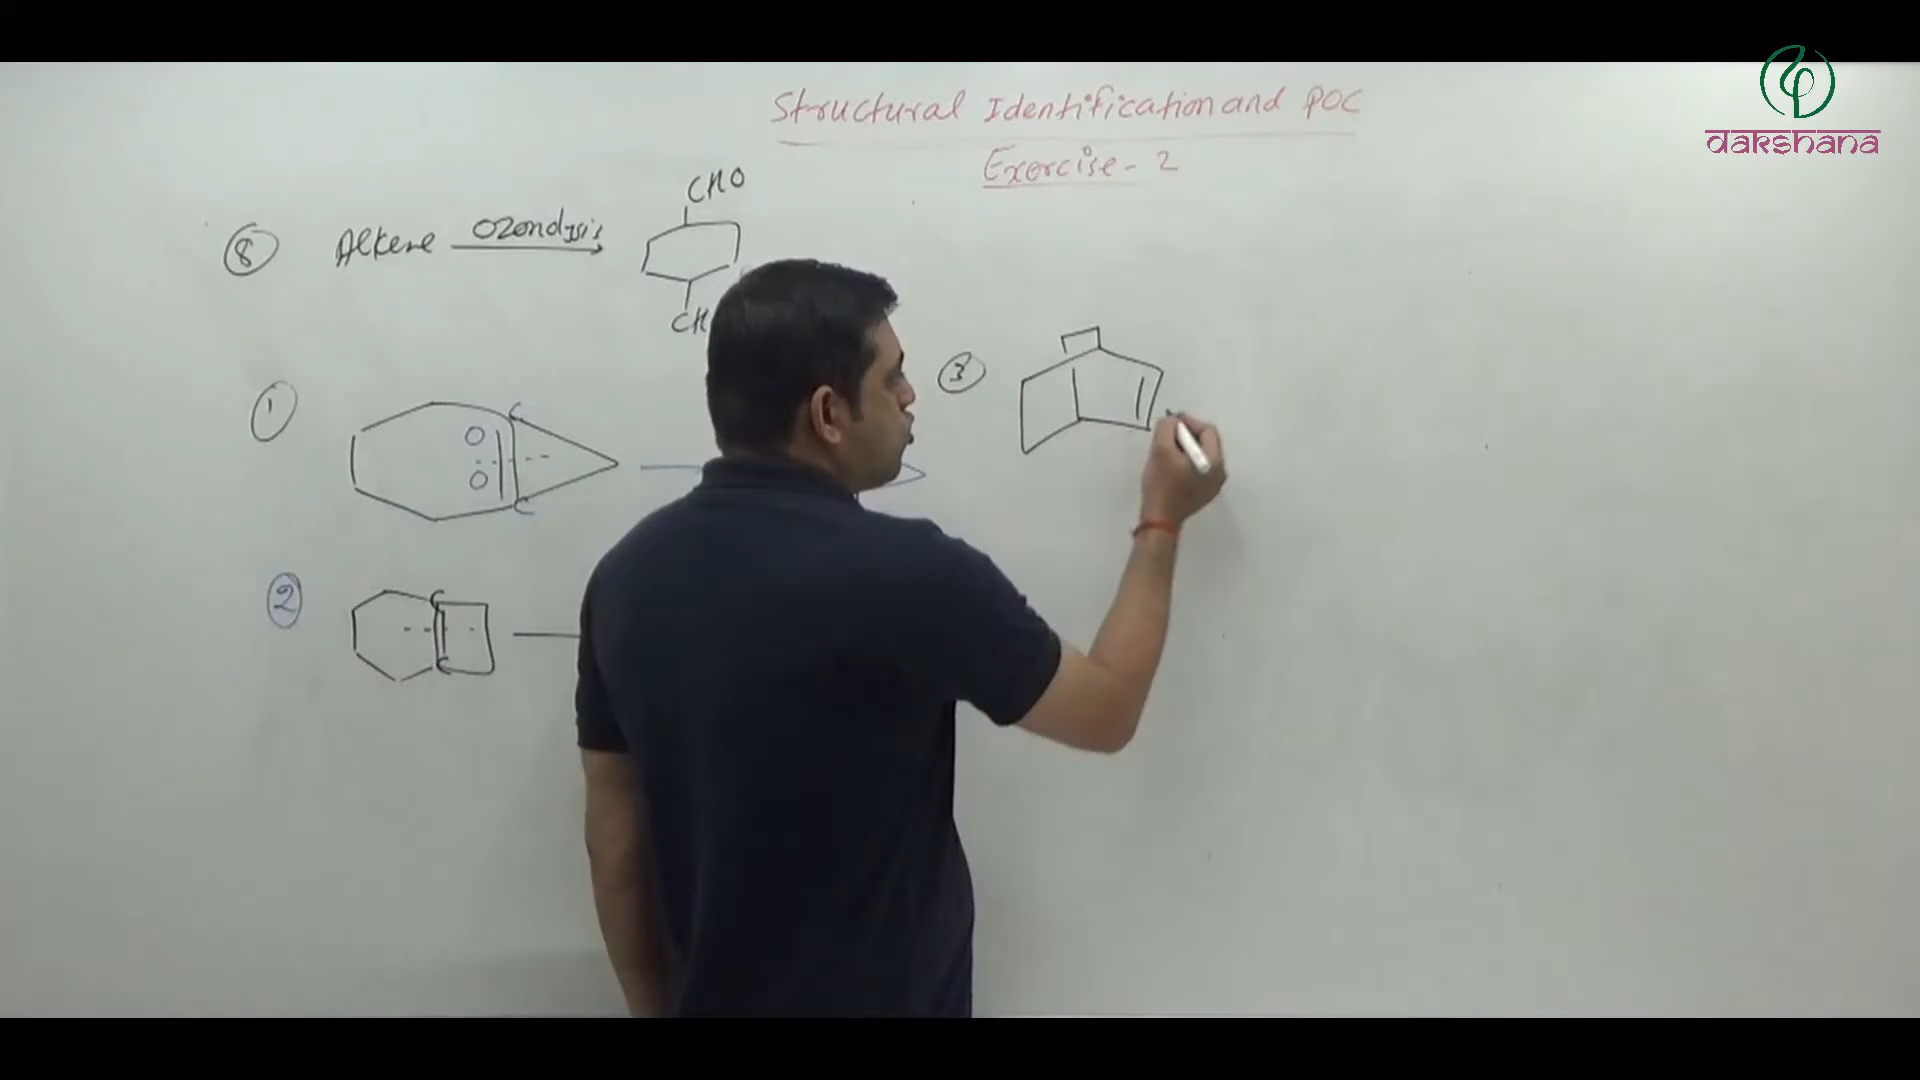 Structural Identification and POC
Exercise - 2
dakshana
CHO
8 Alkene Ozonolysis
CH
1
C
O
O
C
3
2
C
C